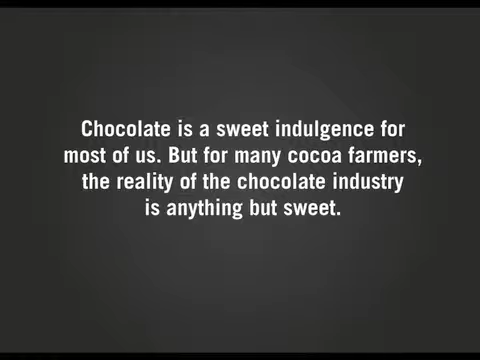 Chocolate is a sweet indulgence for
most of us. But for many cocoa farmers,
the reality of the chocolate industry
is anything but sweet.